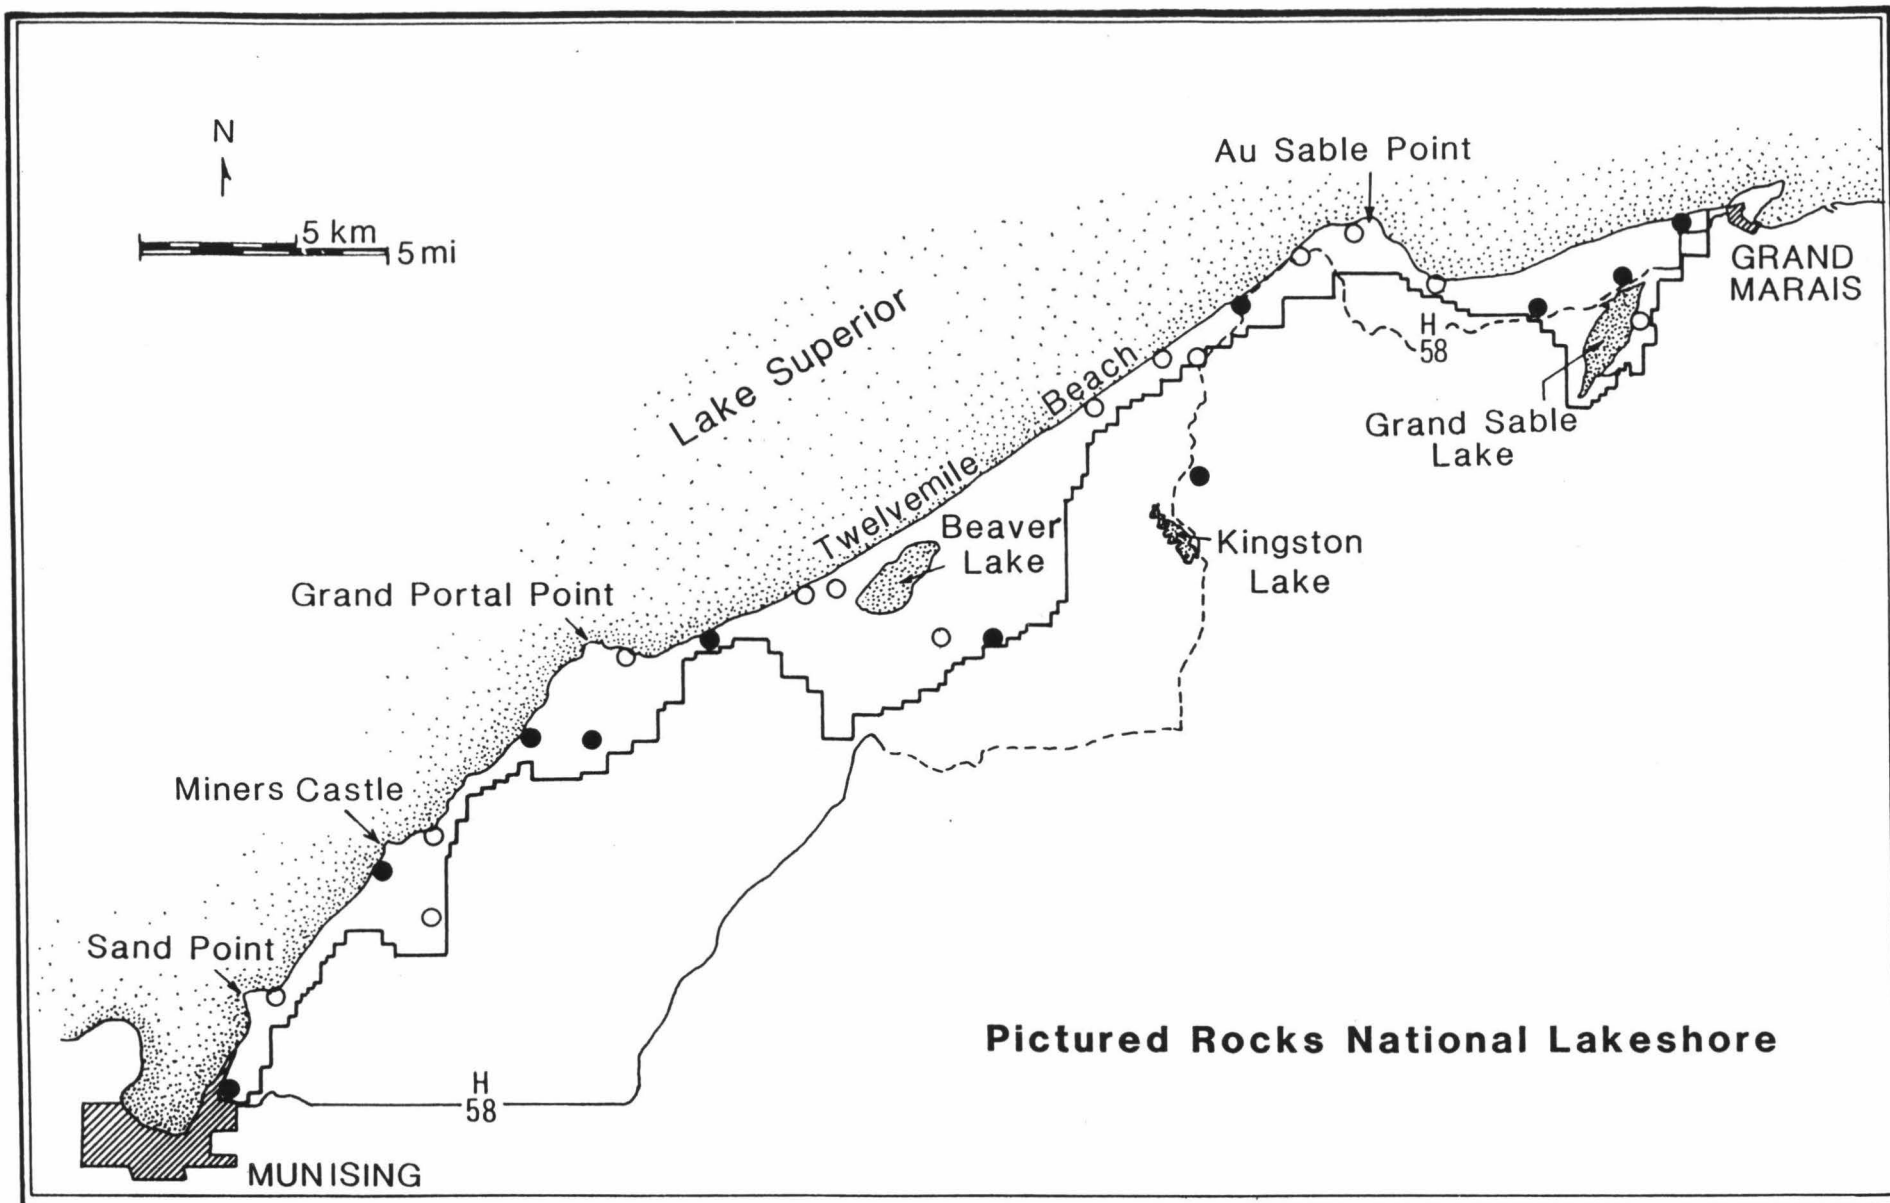 N
Au Sable Point
5 km
5 mi
GRAND
MARAIS
Lake Superior
H
58
Beach
Grand Sable
Lake
Twelvemile
Beaver
Lake
Kingston
Lake
Grand Portal Point
Miners Castle
Sand Point
Pictured Rocks National Lakeshore
H
58
MUNISING